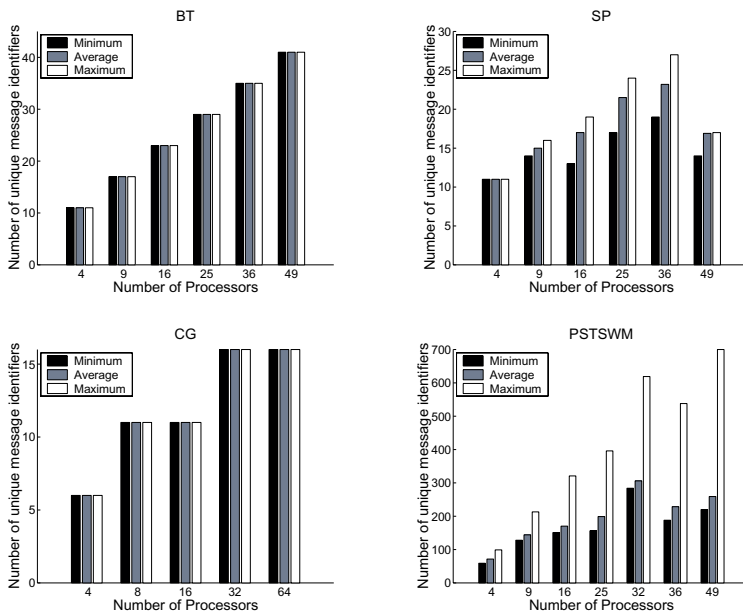 BT
Number of unique message identifiers
40
30
20
10
0
Minimum
Average
Maximum
4 9 16 25 36 49
Number of Processors
SP
Number of unique message identifiers
30
25
20
15
10
5
0
Minimum
Average
Maximum
4 9 16 25 36 49
Number of Processors
CG
Number of unique message identifiers
15
10
5
0
Minimum
Average
Maximum
4 8 16 32 64
Number of Processors
PSTSWM
Number of unique message identifiers
700
600
500
400
300
200
100
0
Minimum
Average
Maximum
4 9 16 25 32 36 49
Number of Processors